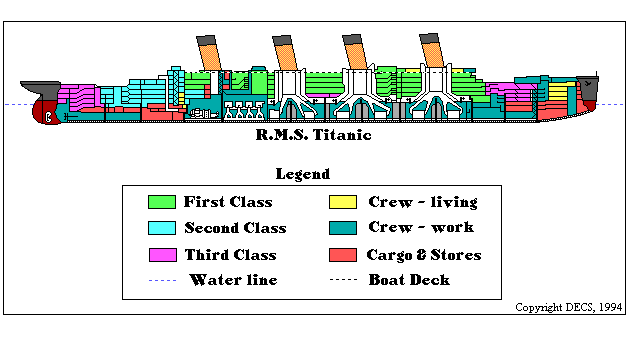 R.M.S. Titanic
Legend
First Class
Crew - living
Second Class
Crew - work
Third Class
Cargo & Stores
Water line
Boat Deck
Copyright DECS, 1994